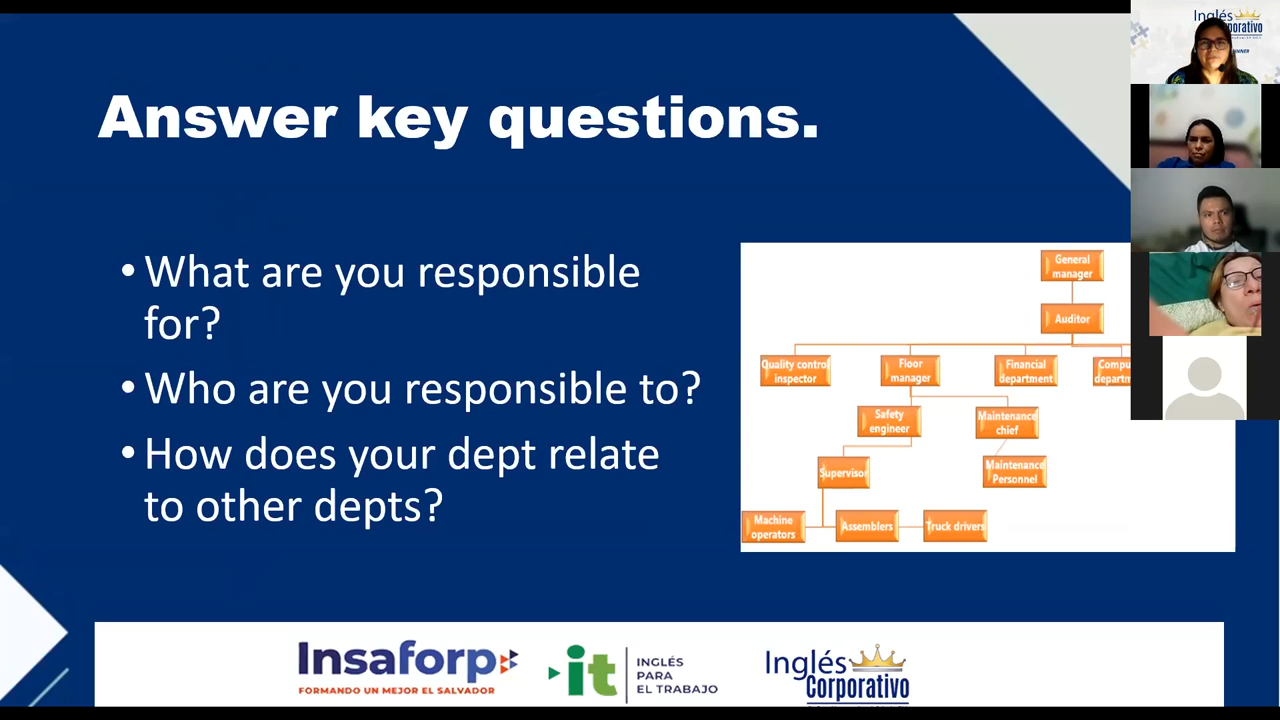 Answer key questions.
• What are you responsible
for?
• Who are you responsible to?
• How does your dept relate
to other depts?
General
manager
Auditor
Quality control
inspector
Floor
manager
Financial
department
Safety
engineer
Maintenance
chief
Supervisor
Maintenance
Personnel
Machine
operators
Assemblers
Truck drivers
Insaforp
FORMANDO UN MEJOR EL SALVADOR
it
INGLÉS
PARA
EL TRABAJO
Inglés
Corporativo
Inglés